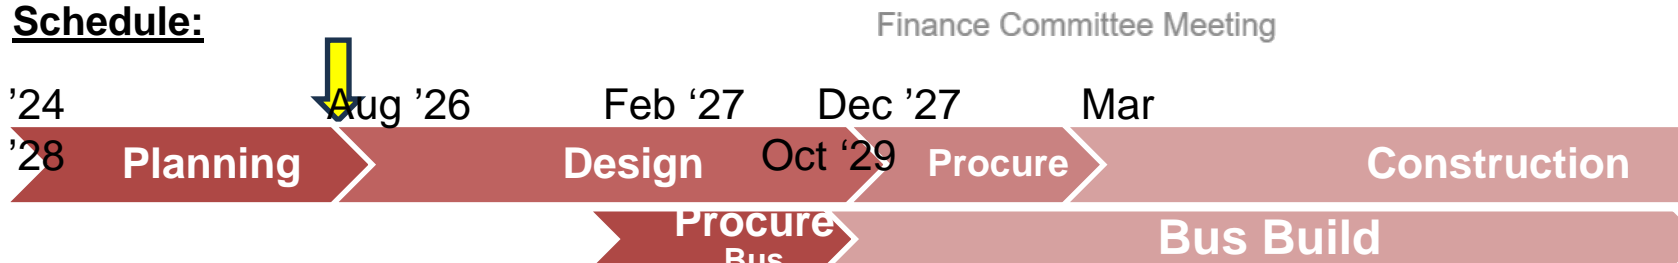 Schedule:
Finance Committee Meeting
’24 Aug ’26 Feb ‘27 Dec ’27 Mar
’28 Oct ‘29
Planning Design Procure Construction
Procure
Bus
Bus Build